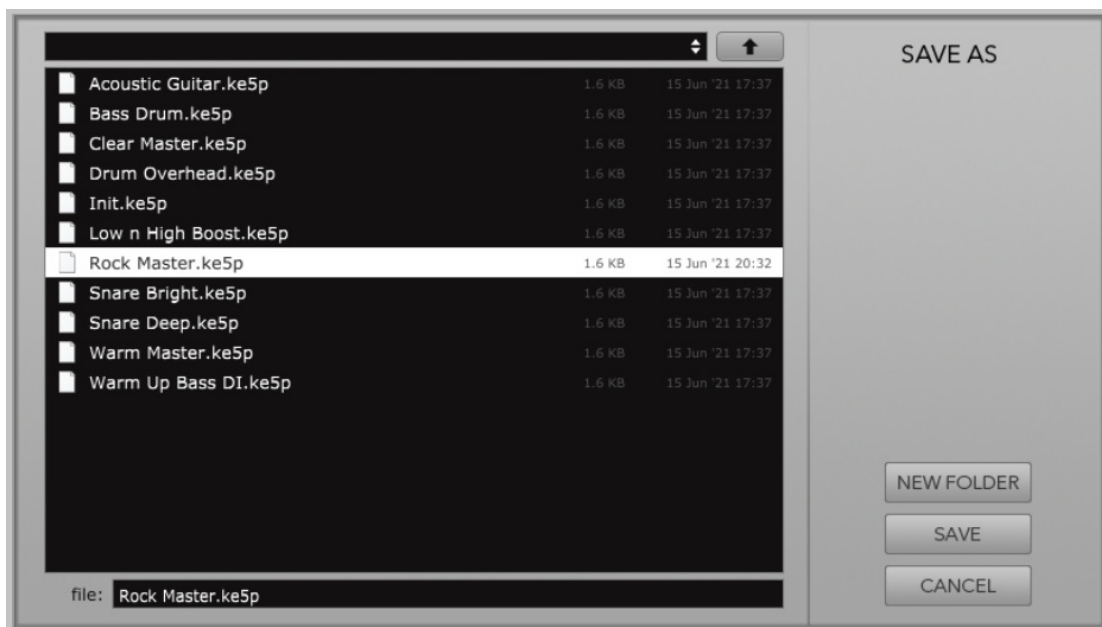 SAVE AS
Acoustic Guitar.ke5p 1.6 KB 15 Jun '21 17:37
Bass Drum.ke5p 1.6 KB 15 Jun '21 17:37
Clear Master.ke5p 1.6 KB 15 Jun '21 17:37
Drum Overhead.ke5p 1.6 KB 15 Jun '21 17:37
Init.ke5p 1.6 KB 15 Jun '21 17:37
Low n High Boost.ke5p 1.6 KB 15 Jun '21 17:37
Rock Master.ke5p 1.6 KB 15 Jun '21 20:32
Snare Bright.ke5p 1.6 KB 15 Jun '21 17:37
Snare Deep.ke5p 1.6 KB 15 Jun '21 17:37
Warm Master.ke5p 1.6 KB 15 Jun '21 17:37
Warm Up Bass DI.ke5p 1.6 KB 15 Jun '21 17:37
NEW FOLDER
SAVE
CANCEL
file: Rock Master.ke5p